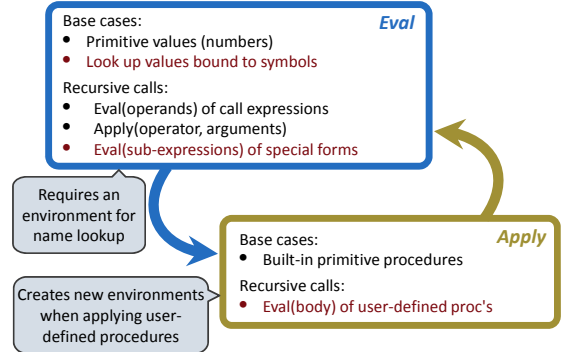 Eval
Base cases:
• Primitive values (numbers)
• Look up values bound to symbols
Recursive calls:
• Eval(operands) of call expressions
• Apply(operator, arguments)
• Eval(sub-expressions) of special forms
Requires an
environment for
name lookup
Apply
Base cases:
• Built-in primitive procedures
Recursive calls:
• Eval(body) of user-defined proc's
Creates new environments
when applying user-
defined procedures